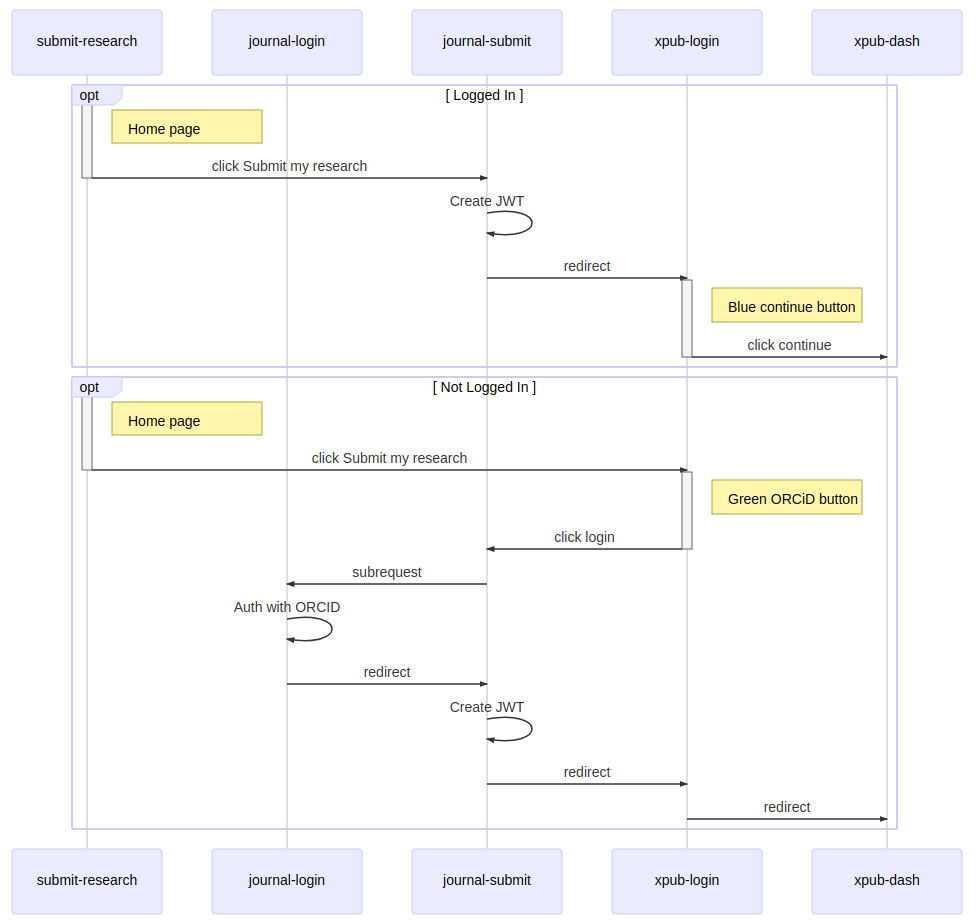 submit-research
journal-login
journal-submit
xpub-login
xpub-dash
opt
[ Logged In ]
Home page
click Submit my research
Create JWT
redirect
Blue continue button
click continue
opt
[ Not Logged In ]
Home page
click Submit my research
Green ORCiD button
click login
subrequest
Auth with ORCID
redirect
Create JWT
redirect
redirect
submit-research
journal-login
journal-submit
xpub-login
xpub-dash